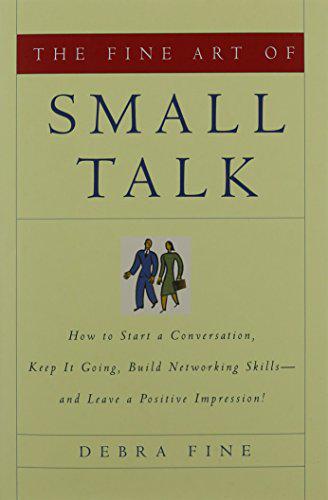 THE FINE ART OF
SMALL
TALK
How to Start a Conversation,
Keep It Going, Build Networking Skills—
and Leave a Positive Impression!
DEBRA FINE